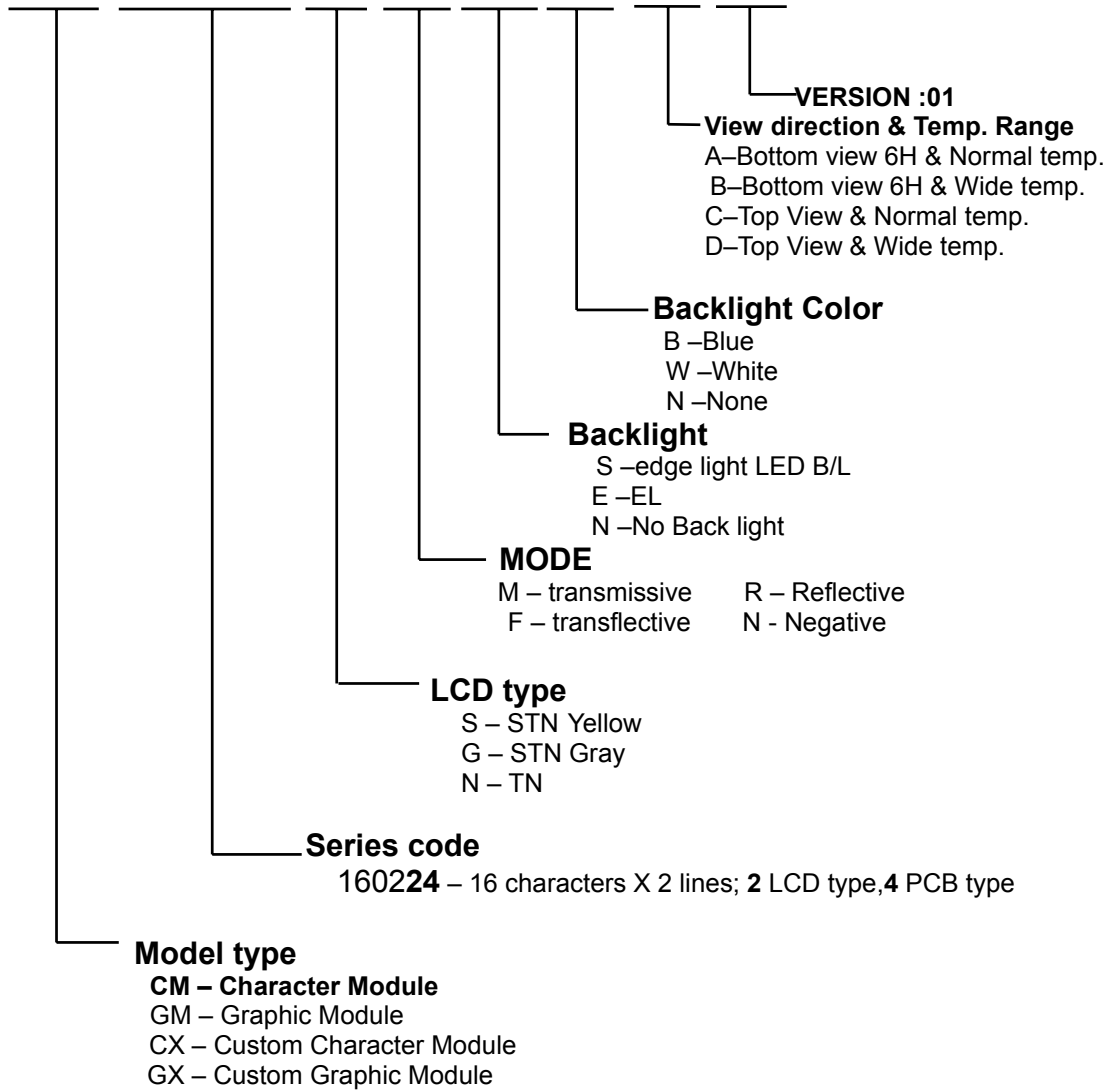 VERSION :01
View direction & Temp. Range
A–Bottom view 6H & Normal temp.
B–Bottom view 6H & Wide temp.
C–Top View & Normal temp.
D–Top View & Wide temp.
Backlight Color
B –Blue
W –White
N –None
Backlight
S –edge light LED B/L
E –EL
N –No Back light
MODE
M – transmissive R – Reflective
F – transflective N - Negative
LCD type
S – STN Yellow
G – STN Gray
N – TN
Series code
160224 – 16 characters X 2 lines; 2 LCD type,4 PCB type
Model type
CM – Character Module
GM – Graphic Module
CX – Custom Character Module
GX – Custom Graphic Module